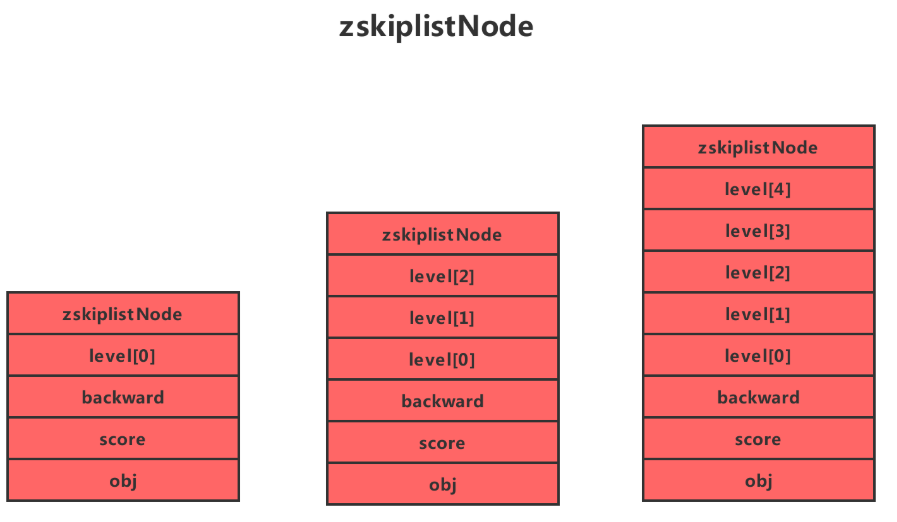 zskiplistNode
zskiplistNode
level[0]
backward
score
obj
zskiplistNode
level[2]
level[1]
level[0]
backward
score
obj
zskiplistNode
level[4]
level[3]
level[2]
level[1]
level[0]
backward
score
obj